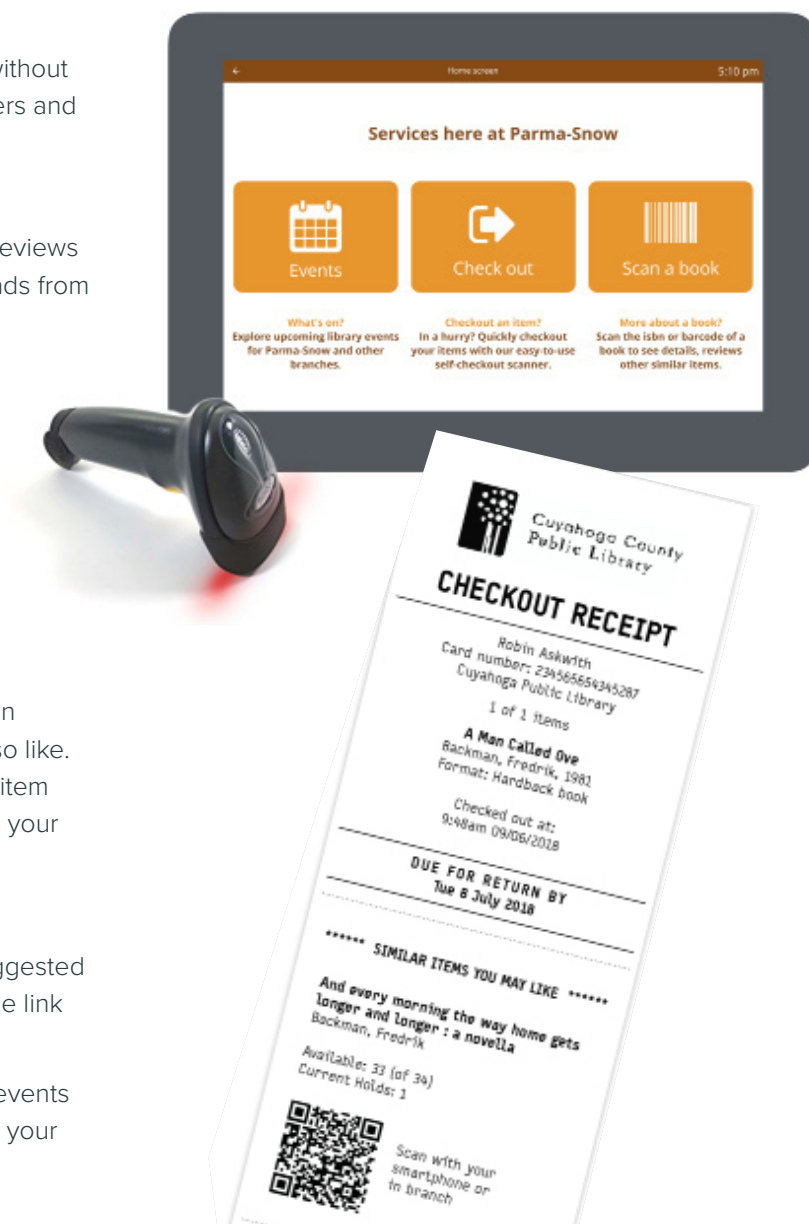 vithout
ers and
eviews
ads from
←
Home screen
5:10 pm
Services here at Parma-Snow
Events
Check out
Scan a book
What's on?
Explore upcoming library events
for Parma-Snow and other
branches.
Checkout an item?
In a hurry? Quickly checkout
your items with our easy-to-use
self-checkout scanner.
More about a book?
Scan the isbn or barcode of a
book to see details, reviews
other similar items.
Cuyahoga County
Public Library
CHECKOUT RECEIPT
Robin Askwith
Card number: 234565654345287
Cuyahoga Public Library
1 of 1 items
A Man Called Ove
Backman, Fredrik, 1981
Format: Hardback book
Checked out at:
9:48am 09/06/2018
DUE FOR RETURN BY
Tue 8 July 2018
****** SIMILAR ITEMS YOU MAY LIKE ******
And every morning the way home gets
longer and longer : a novella
Backman, Fredrik
Available: 33 (of 34)
Current Holds: 1
Scan with your
smartphone or
in branch
n
so like.
item
your
ggested
e link
events
your